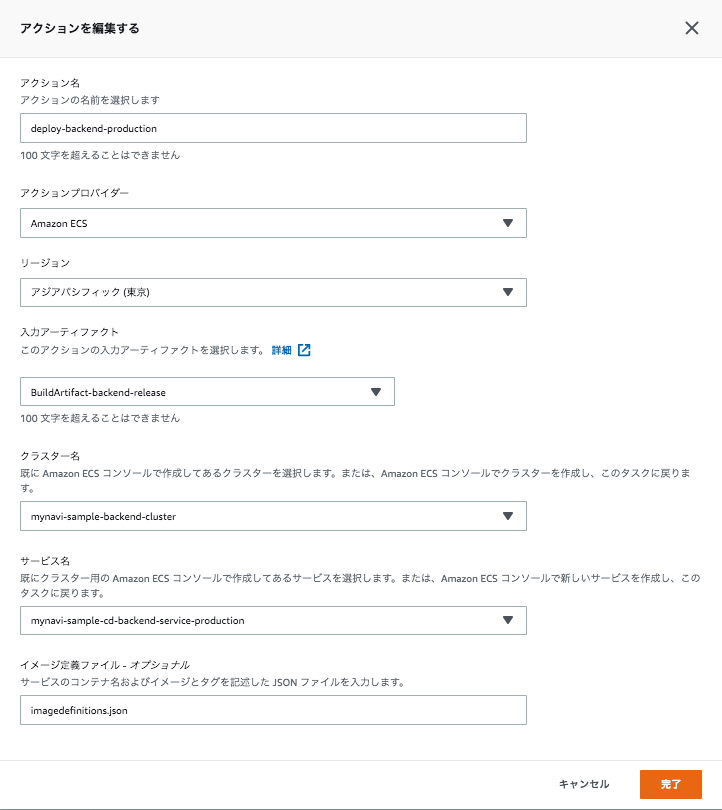 アクションを編集する
アクション名
アクションの名前を選択します
deploy-backend-production
100 文字を超えることはできません
アクションプロバイダー
Amazon ECS
リージョン
アジアパシフィック (東京)
入力アーティファクト
このアクションの入力アーティファクトを選択します。 詳細
BuildArtifact-backend-release
100 文字を超えることはできません
クラスター名
既に Amazon ECS コンソールで作成してあるクラスターを選択します。または、Amazon ECS コンソールでクラスターを作成し、このタスクに戻りま
す。
mynavi-sample-backend-cluster
サービス名
既にクラスター用の Amazon ECS コンソールで作成してあるサービスを選択します。または、Amazon ECS コンソールで新しいサービスを作成し、この
タスクに戻ります。
mynavi-sample-cd-backend-service-production
イメージ定義ファイル - オプショナル
サービスのコンテナ名およびイメージとタグを記述した JSON ファイルを入力します。
imagedefinitions.json
キャンセル
完了